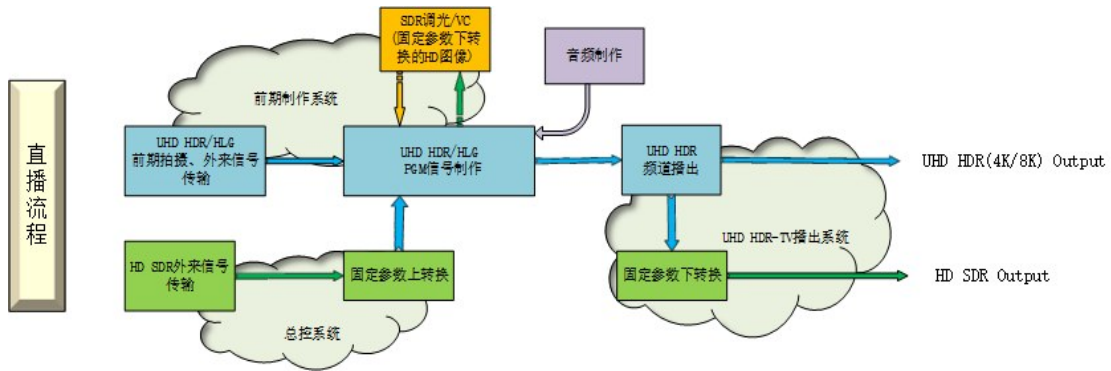 直播流程
SDR调光/VC
(固定参数下转
换的HD图像)
音频制作
前期制作系统
UHD HDR/HLG
前期拍摄、外来信号
传输
UHD HDR/HLG
PGM信号制作
UHD HDR
频道播出
UHD HDR(4K/8K) Output
UHD HDR-TV播出系统
HD SDR外来信号
传输
固定参数上转换
固定参数下转换
HD SDR Output
总控系统